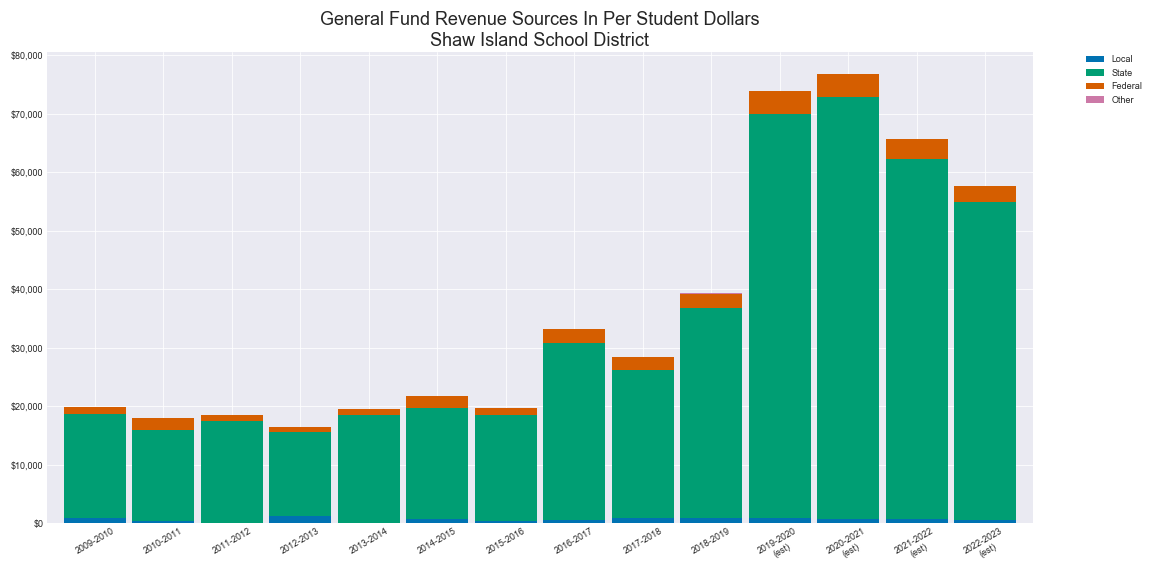 General Fund Revenue Sources In Per Student Dollars
Shaw Island School District
$80,000
$70,000
$60,000
$50,000
$40,000
$30,000
$20,000
$10,000
$0
2009-2010
2010-2011
2011-2012
2012-2013
2013-2014
2014-2015
2015-2016
2016-2017
2017-2018
2018-2019
2019-2020
(est)
2020-2021
(est)
2021-2022
(est)
2022-2023
(est)
Local
State
Federal
Other